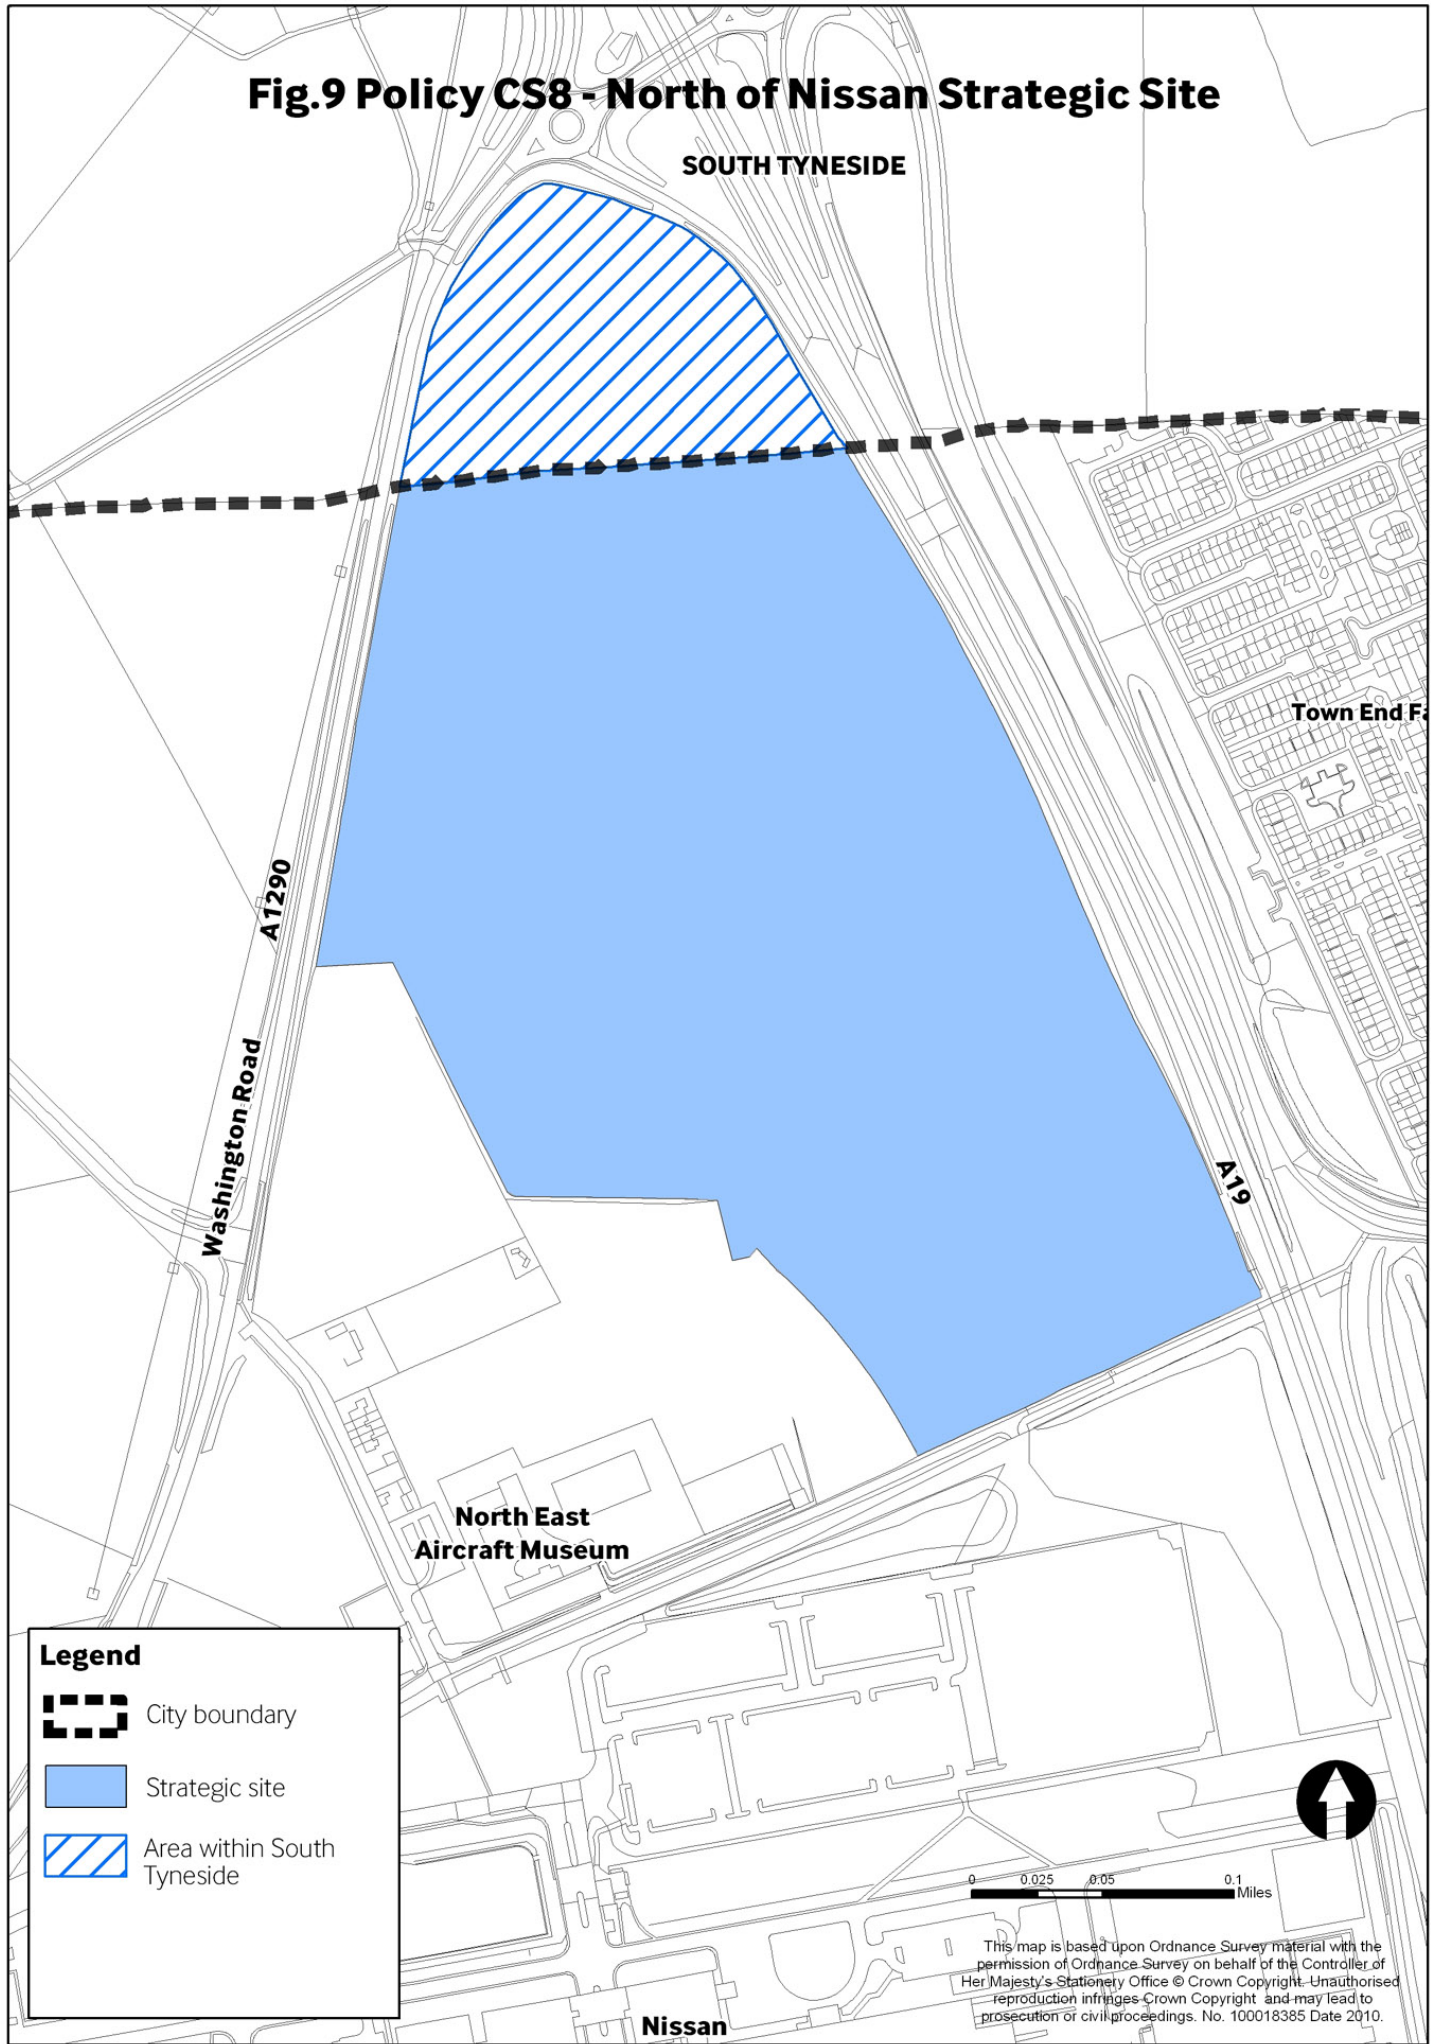 Fig.9 Policy CS8 - North of Nissan Strategic Site
SOUTH TYNESIDE
Town End Fa
A1290
Washington Road
A19
North East
Aircraft Museum
Legend
City boundary
Strategic site
Area within South
Tyneside
0 0.025 0.05 0.1
Miles
This map is based upon Ordnance Survey material with the
permission of Ordnance Survey on behalf of the Controller of
Her Majesty's Stationery Office © Crown Copyright. Unauthorised
reproduction infringes Crown Copyright and may lead to
prosecution or civil proceedings. No. 100018385 Date 2010.
Nissan